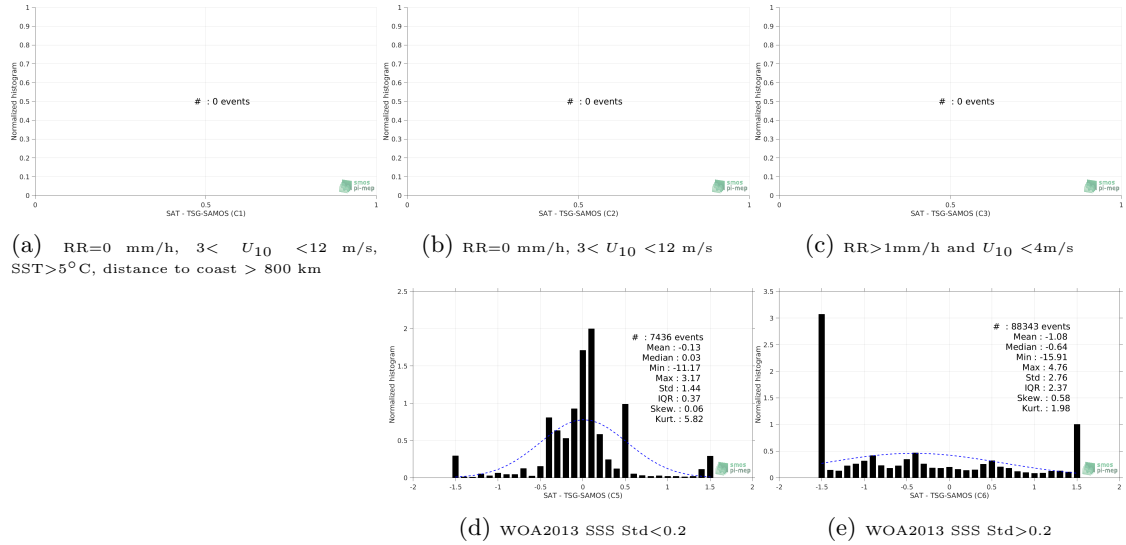 1
0.9
0.8
0.7
0.6
0.5
0.4
0.3
0.2
0.1
0
Normalized histogram
# : 0 events
smos
pi-mep
0 0.5 1
SAT - TSG-SAMOS (C1)
(a) RR=0 mm/h, 3< U10 <12 m/s,
SST>5°C, distance to coast > 800 km
1
0.9
0.8
0.7
0.6
0.5
0.4
0.3
0.2
0.1
0
Normalized histogram
# : 0 events
smos
pi-mep
0 0.5 1
SAT - TSG-SAMOS (C2)
(b) RR=0 mm/h, 3< U10 <12 m/s
1
0.9
0.8
0.7
0.6
0.5
0.4
0.3
0.2
0.1
0
Normalized histogram
# : 0 events
smos
pi-mep
0 0.5 1
SAT - TSG-SAMOS (C3)
(c) RR>1mm/h and U10 <4m/s
2.5
2
1.5
1
0.5
0
Normalized histogram
# : 7436 events
Mean : -0.13
Median : 0.03
Min : -11.17
Max : 3.17
Std : 1.44
IQR : 0.37
Skew. : 0.06
Kurt. : 5.82
smos
pi-mep
-2 -1.5 -1 -0.5 0 0.5 1 1.5 2
SAT - TSG-SAMOS (C5)
(d) WOA2013 SSS Std<0.2
3.5
3
2.5
2
1.5
1
0.5
0
Normalized histogram
# : 88343 events
Mean : -1.08
Median : -0.64
Min : -15.91
Max : 4.76
Std : 2.76
IQR : 2.37
Skew. : 0.58
Kurt. : 1.98
smos
pi-mep
-2 -1.5 -1 -0.5 0 0.5 1 1.5 2
SAT - TSG-SAMOS (C6)
(e) WOA2013 SSS Std>0.2